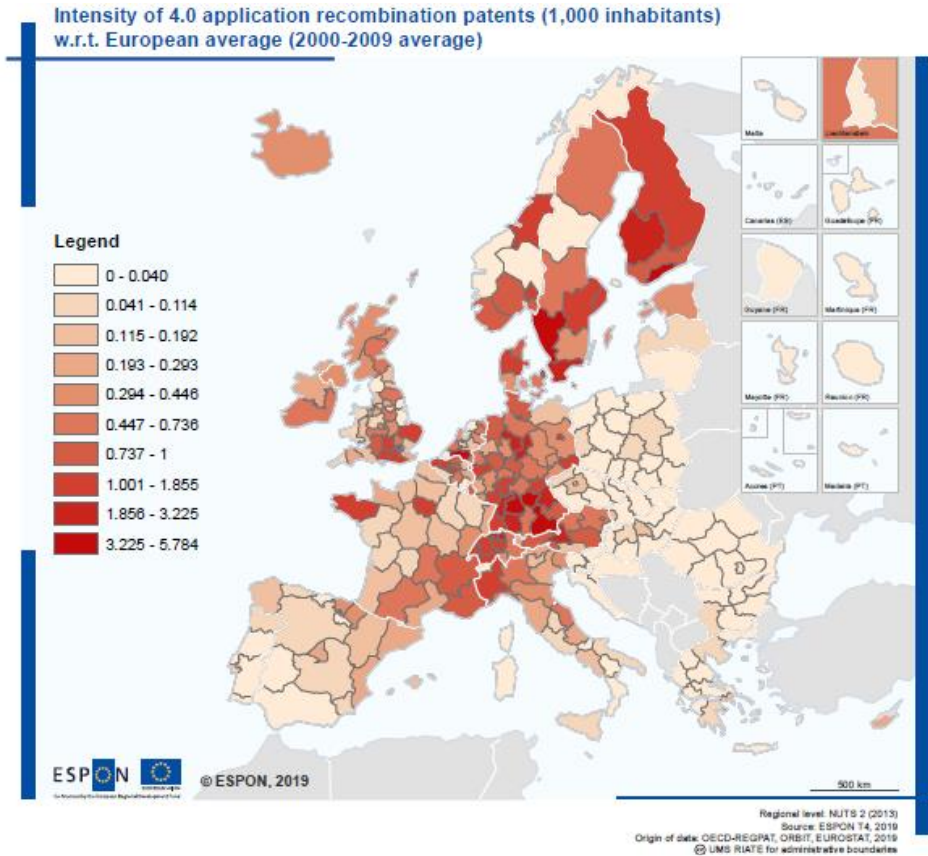 Intensity of 4.0 application recombination patents (1,000 inhabitants)
w.r.t. European average (2000-2009 average)
Legend
0 - 0.040
0.041 - 0.114
0.115 - 0.192
0.193 - 0.293
0.294 - 0.446
0.447 - 0.736
0.737 - 1
1.001 - 1.855
1.856 - 3.225
3.225 - 5.784
Malta
Liechtenstein
Canarias (ES)
Guadeloupe (FR)
Guyane (FR)
Martinique (FR)
Mayotte (FR)
Reunion (FR)
Azores (PT)
Madeira (PT)
ESPON
© ESPON, 2019
500 km
Regional level: NUTS 2 (2013)
Source: ESPON T4, 2019
Origin of data: OECD-REGPAT, ORBIT, EUROSTAT, 2019
UMS RIATE for administrative boundaries